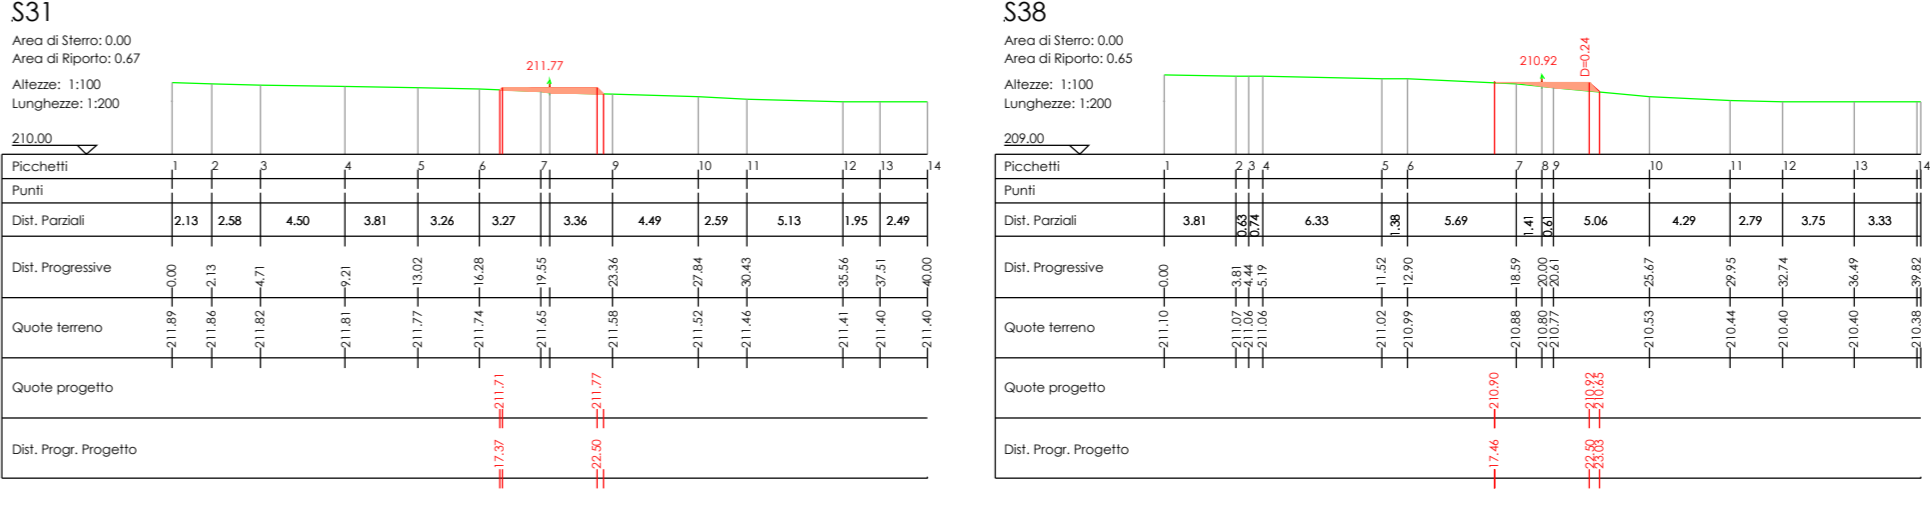 S31
Area di Sterro: 0.00
Area di Riporto: 0.67
Altezze: 1:100
Lunghezze: 1:200
211.77
210.00
Picchetti 1 2 3 4 5 6 7 9 10 11 12 13 14
Punti
Dist. Parziali 2.13 2.58 4.50 3.81 3.26 3.27 3.36 4.49 2.59 5.13 1.95 2.49
Dist. Progressive 0.00 2.13 4.71 9.21 13.02 16.28 19.55 23.36 27.84 30.43 35.56 37.51 40.00
Quote terreno 211.89 211.86 211.82 211.81 211.77 211.74 211.65 211.58 211.52 211.46 211.41 211.40 211.40
Quote progetto 211.71 211.77
Dist. Progr. Progetto 17.37 22.50
S38
Area di Sterro: 0.00
Area di Riporto: 0.65
Altezze: 1:100
Lunghezze: 1:200
210.92
D=0.24
209.00
Picchetti 1 2 3 4 5 6 7 8 9 10 11 12 13 14
Punti
Dist. Parziali 3.81 0.63 0.74 6.33 1.38 5.69 1.41 0.61 5.06 4.29 2.79 3.75 3.33
Dist. Progressive 0.00 3.81 4.44 5.19 11.52 12.90 18.59 20.00 20.61 25.67 29.95 32.74 36.49 39.82
Quote terreno 211.10 211.07 211.06 211.06 211.02 210.99 210.88 210.80 210.77 210.53 210.44 210.40 210.40 210.38
Quote progetto 210.90 210.92 210.65
Dist. Progr. Progetto 17.46 22.50 23.03